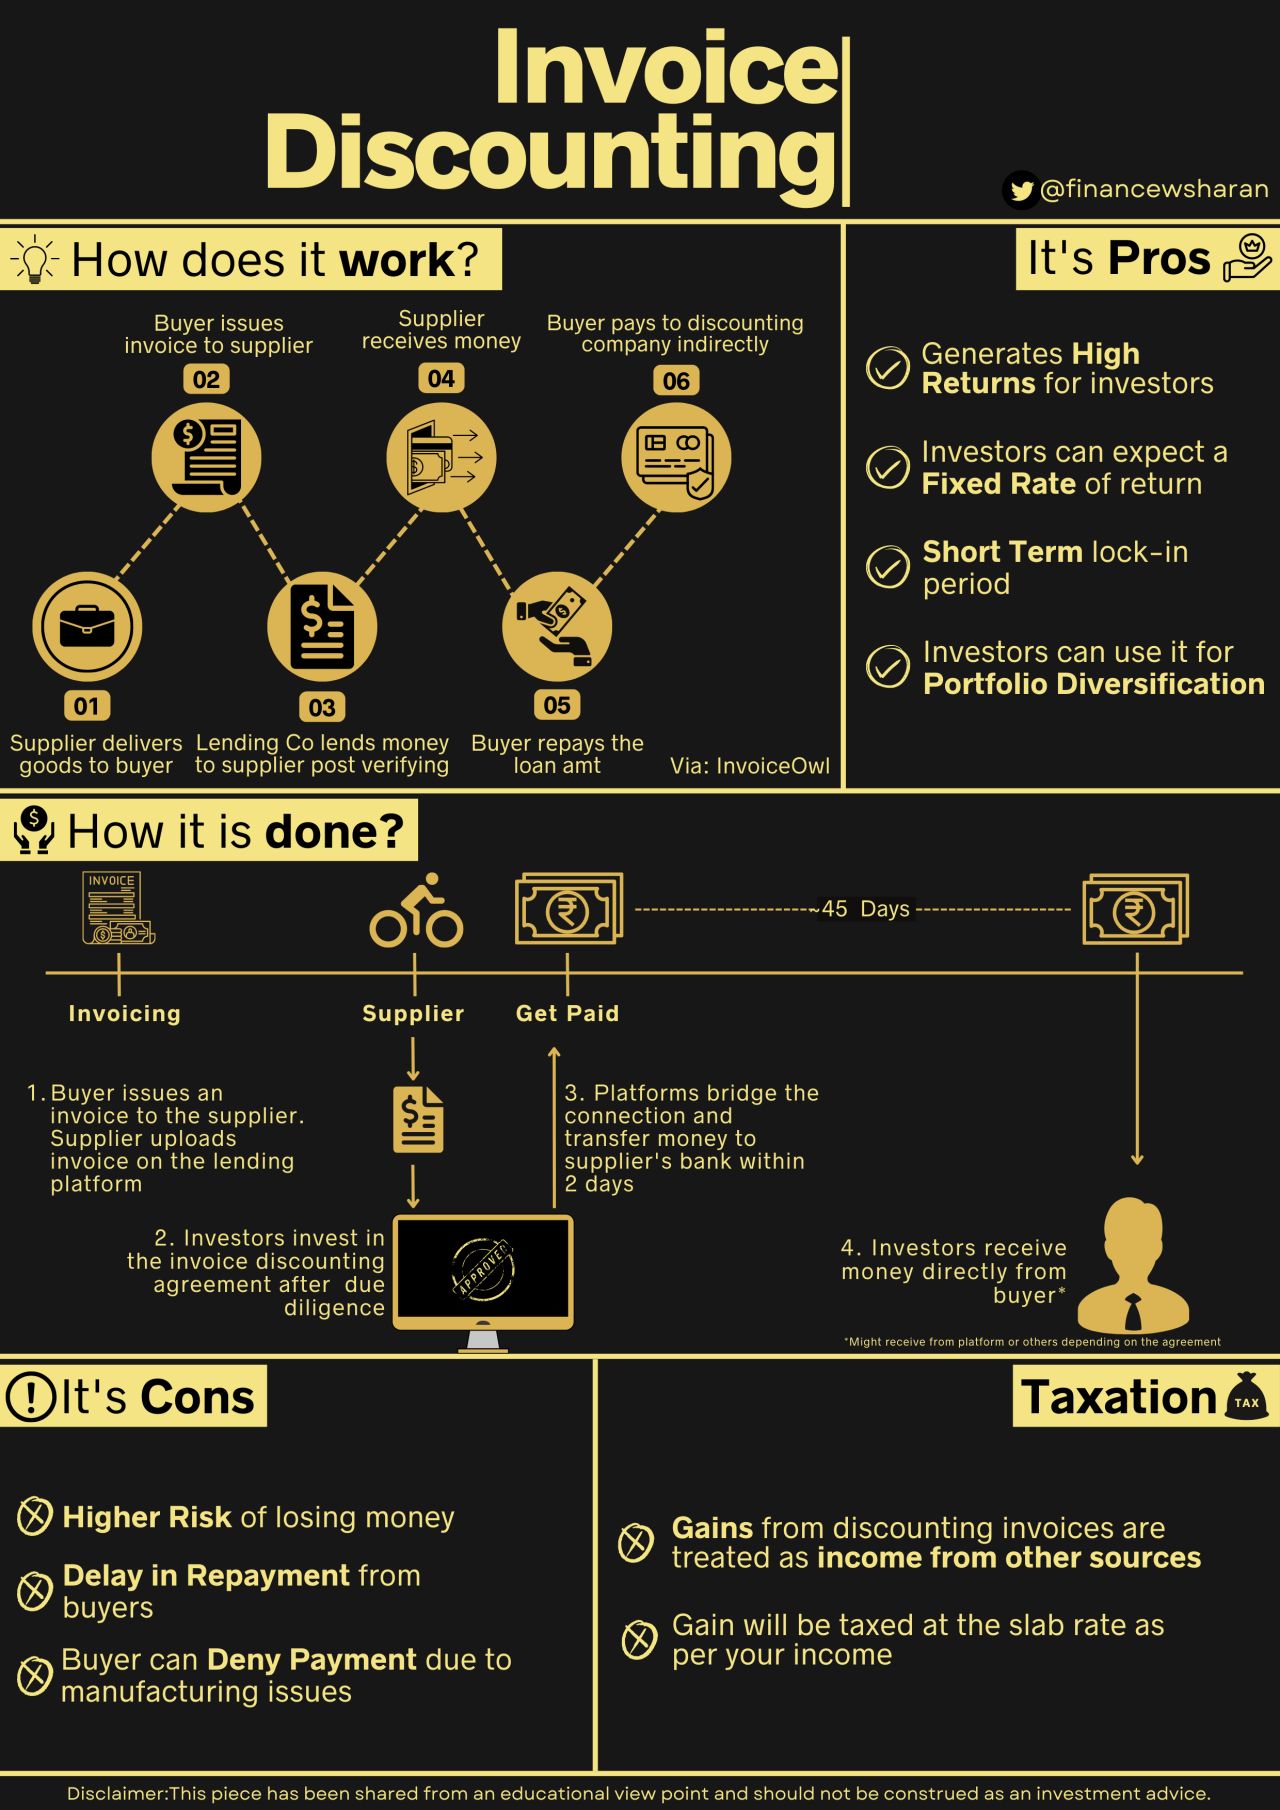 Invoice
Discounting
@financewsharan
How does it work?
Buyer issues
invoice to supplier
02
Supplier
receives money
04
Buyer pays to discounting
company indirectly
06
01
Supplier delivers
goods to buyer
03
Lending Co lends money
to supplier post verifying
05
Buyer repays the
loan amt
Via: InvoiceOwl
It's Pros
Generates High
Returns for investors
Investors can expect a
Fixed Rate of return
Short Term lock-in
period
Investors can use it for
Portfolio Diversification
How it is done?
INVOICE
~45 Days
Invoicing
Supplier
Get Paid
1. Buyer issues an
invoice to the supplier.
Supplier uploads
invoice on the lending
platform
2. Investors invest in
the invoice discounting
agreement after due
diligence
APPROVED
3. Platforms bridge the
connection and
transfer money to
supplier's bank within
2 days
4. Investors receive
money directly from
buyer*
*Might receive from platform or others depending on the agreement
It's Cons
Higher Risk of losing money
Delay in Repayment from
buyers
Buyer can Deny Payment due to
manufacturing issues
Taxation
TAX
Gains from discounting invoices are
treated as income from other sources
Gain will be taxed at the slab rate as
per your income
Disclaimer:This piece has been shared from an educational view point and should not be construed as an investment advice.